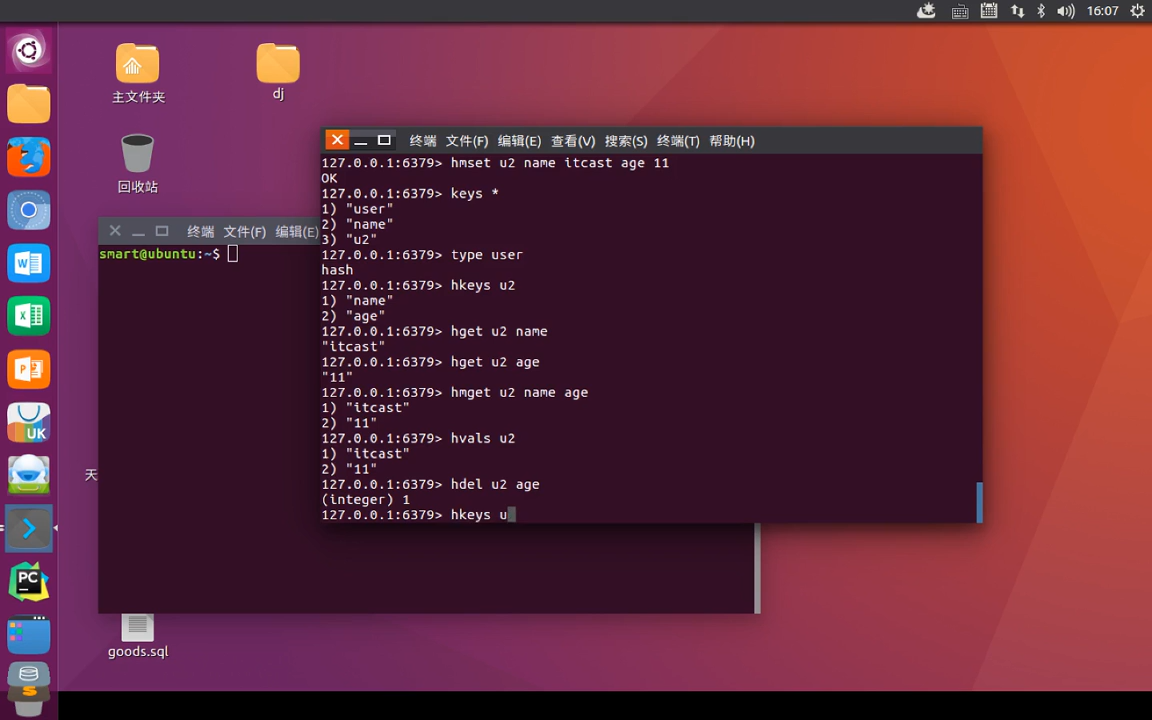 16:07
主文件夹
dj
回收站
终端 文件(F) 编辑(E) 查看(V) 搜索(S) 终端(T) 帮助(H)
127.0.0.1:6379> hmset u2 name itcast age 11
OK
127.0.0.1:6379> keys *
1) "user"
2) "name"
3) "u2"
127.0.0.1:6379> type user
hash
127.0.0.1:6379> hkeys u2
1) "name"
2) "age"
127.0.0.1:6379> hget u2 name
"itcast"
127.0.0.1:6379> hget u2 age
"11"
127.0.0.1:6379> hmget u2 name age
1) "itcast"
2) "11"
127.0.0.1:6379> hvals u2
1) "itcast"
2) "11"
127.0.0.1:6379> hdel u2 age
(integer) 1
127.0.0.1:6379> hkeys u
终端 文件(F) 编辑(E)
smart@ubuntu:~$
天
W
X
P
UK
PC
S
goods.sql